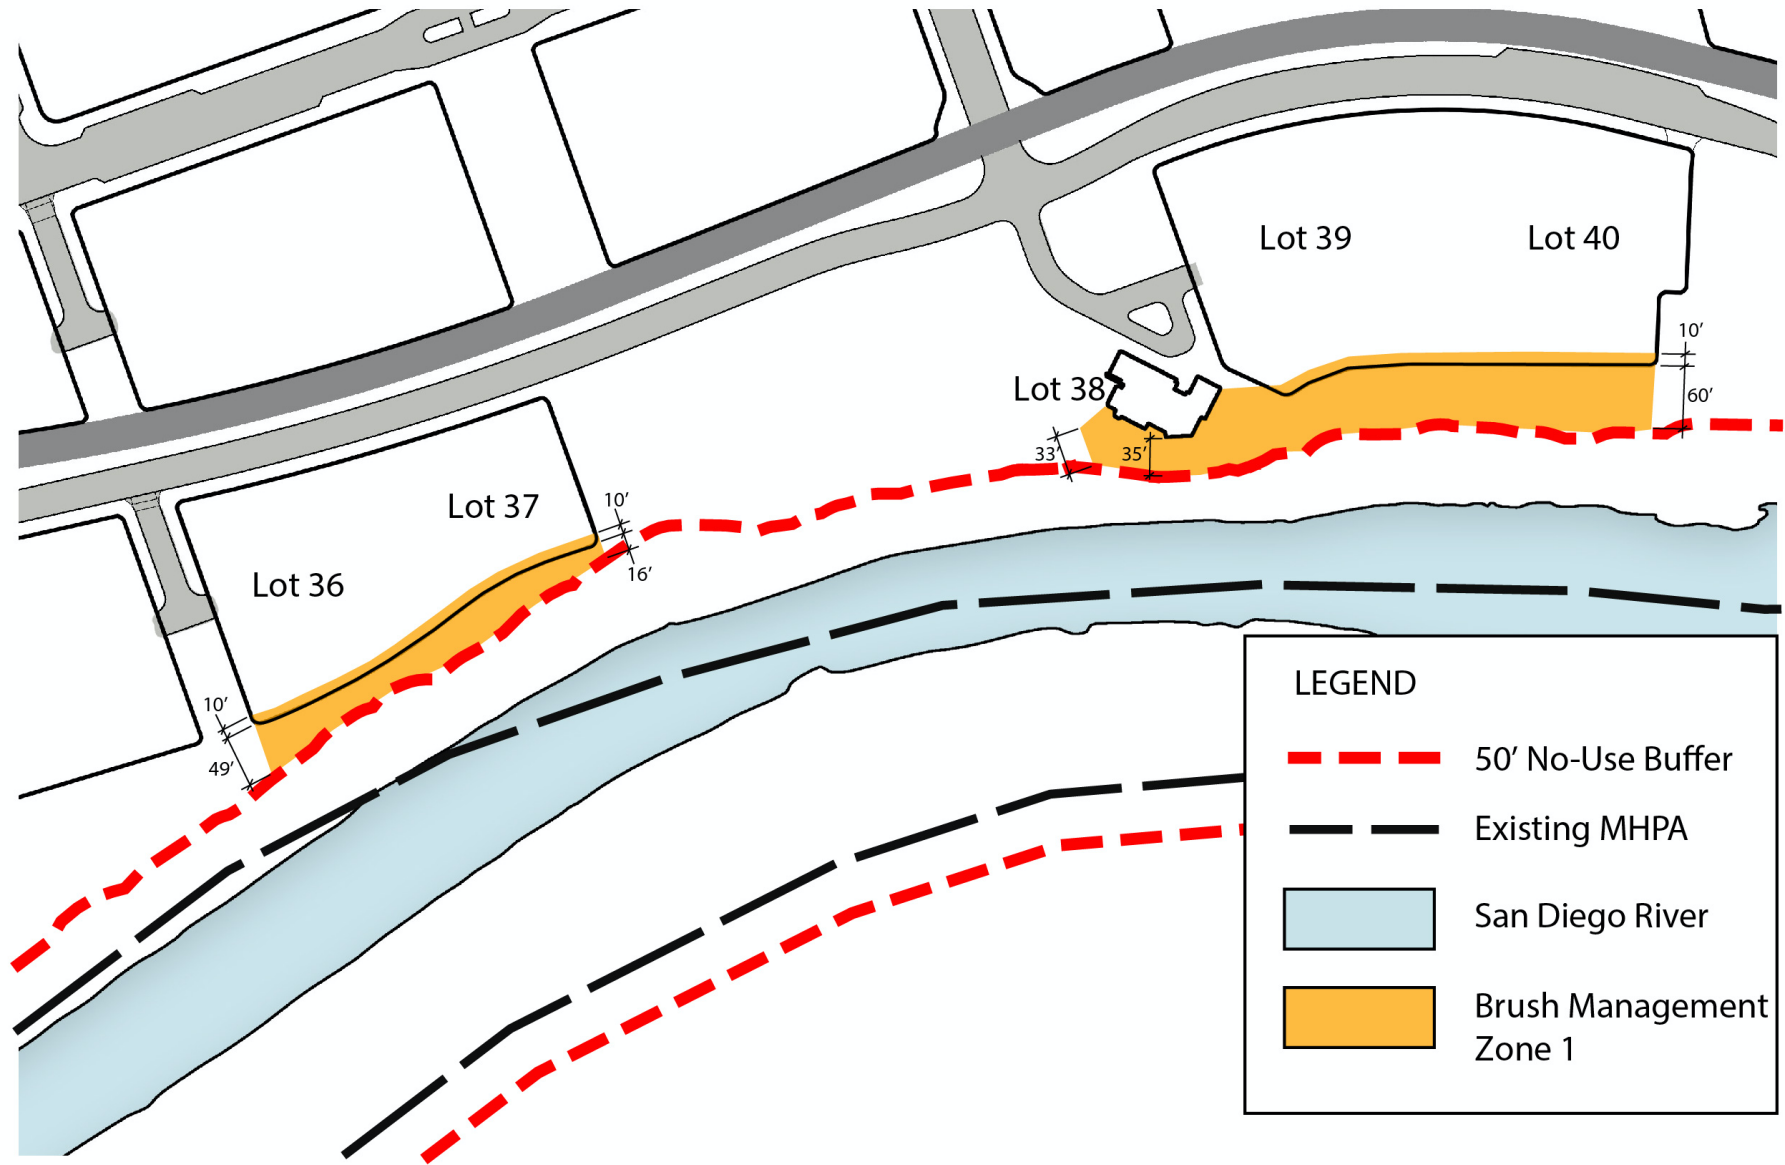 Lot 39
Lot 40
10’
60’
Lot 38
33’
35’
Lot 37
10’
16’
Lot 36
10’
49’
LEGEND
50’ No-Use Buffer
Existing MHPA
San Diego River
Brush Management
Zone 1